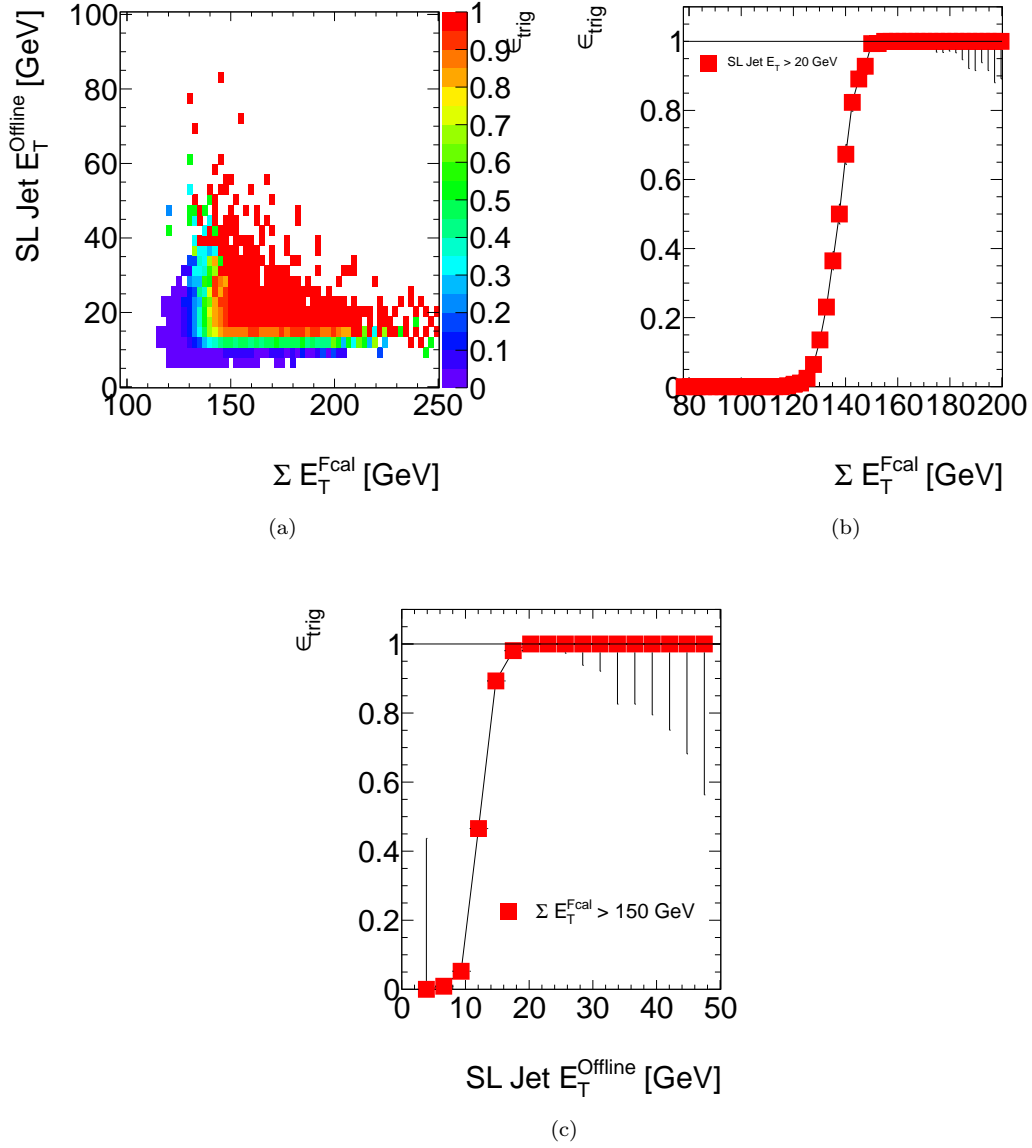 SL Jet E_T^Offline [GeV]
100
80
60
40
20
0
100 150 200 250
Σ E_T^Fcal [GeV]
1
0.9
0.8
0.7
0.6
0.5
0.4
0.3
0.2
0.1
0
ϵ_trig
(a)
ϵ_trig
1
0.8
0.6
0.4
0.2
0
SL Jet E_T > 20 GeV
80 100 120 140 160 180 200
Σ E_T^Fcal [GeV]
(b)
ϵ_trig
1
0.8
0.6
0.4
0.2
0
Σ E_T^Fcal > 150 GeV
0 10 20 30 40 50
SL Jet E_T^Offline [GeV]
(c)